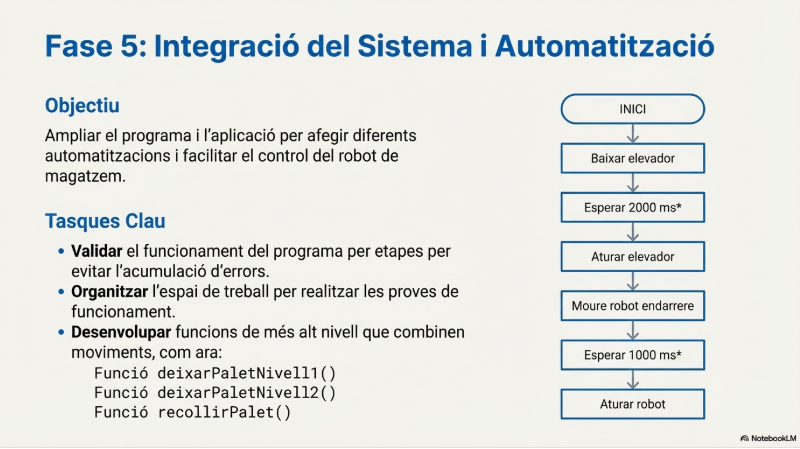 Fase 5: Integració del Sistema i Automatització
Objectiu
Ampliar el programa i l'aplicació per afegir diferents
automatitzacions i facilitar el control del robot de
magatzem.
Tasques Clau
• Validar el funcionament del programa per etapes per
evitar l'acumulació d'errors.
• Organitzar l'espai de treball per realitzar les proves de
funcionament.
• Desenvolupar funcions de més alt nivell que combinen
moviments, com ara:
Funció deixarPaletNivell1()
Funció deixarPaletNivell2()
Funció recollirPalet()
INICI
Baixar elevador
Esperar 2000 ms*
Aturar elevador
Moure robot endarrere
Esperar 1000 ms*
Aturar robot
NotebookLM